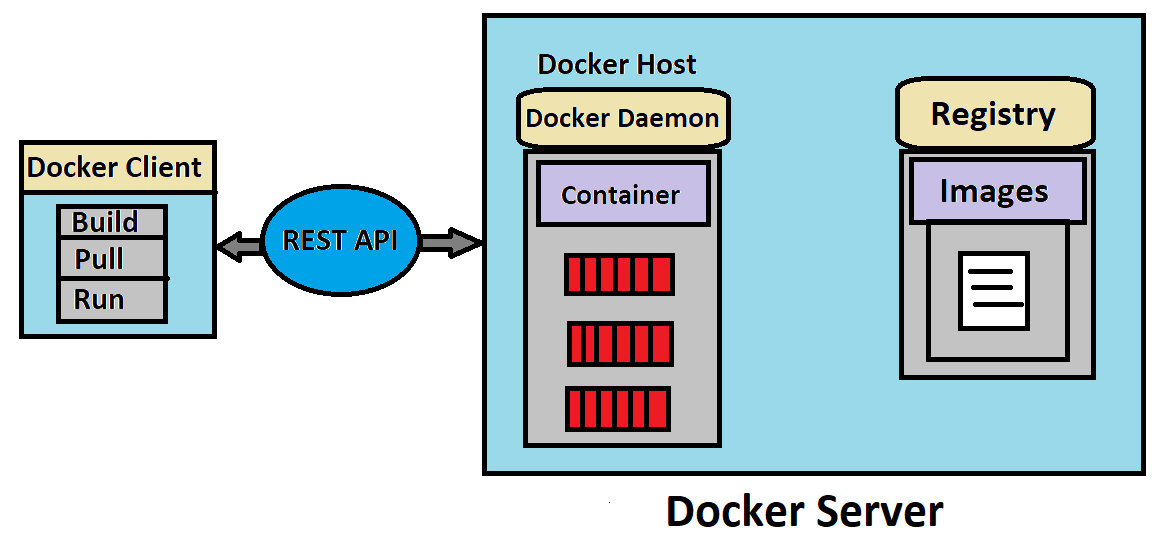 Docker Client
Build
Pull
Run
REST API
Docker Host
Docker Daemon
Container
Registry
Images
Docker Server